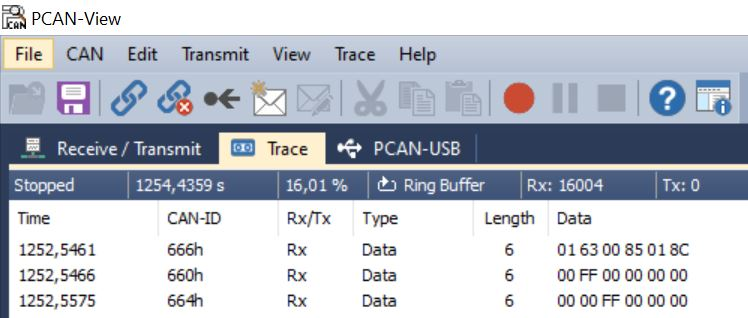 PCAN-View
File CAN Edit Transmit View Trace Help
Receive / Transmit Trace PCAN-USB
Stopped 1254,4359 s 16,01 % Ring Buffer Rx: 16004 Tx: 0
Time CAN-ID Rx/Tx Type Length Data
1252,5461 666h Rx Data 6 01 63 00 85 01 8C
1252,5466 660h Rx Data 6 00 FF 00 00 00 00
1252,5575 664h Rx Data 6 00 00 FF 00 00 00